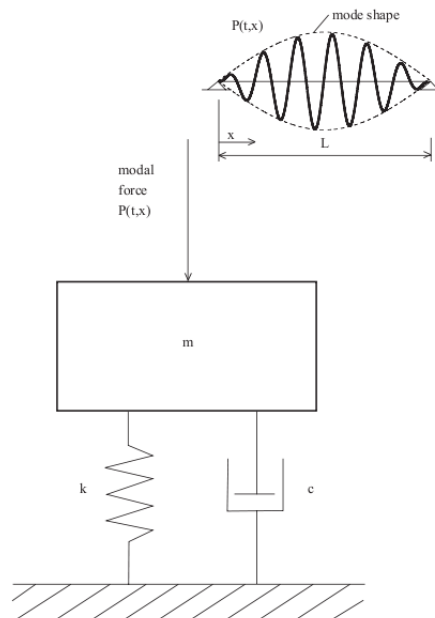 P(t,x)
mode shape
x
L
modal
force
P(t,x)
m
k
c